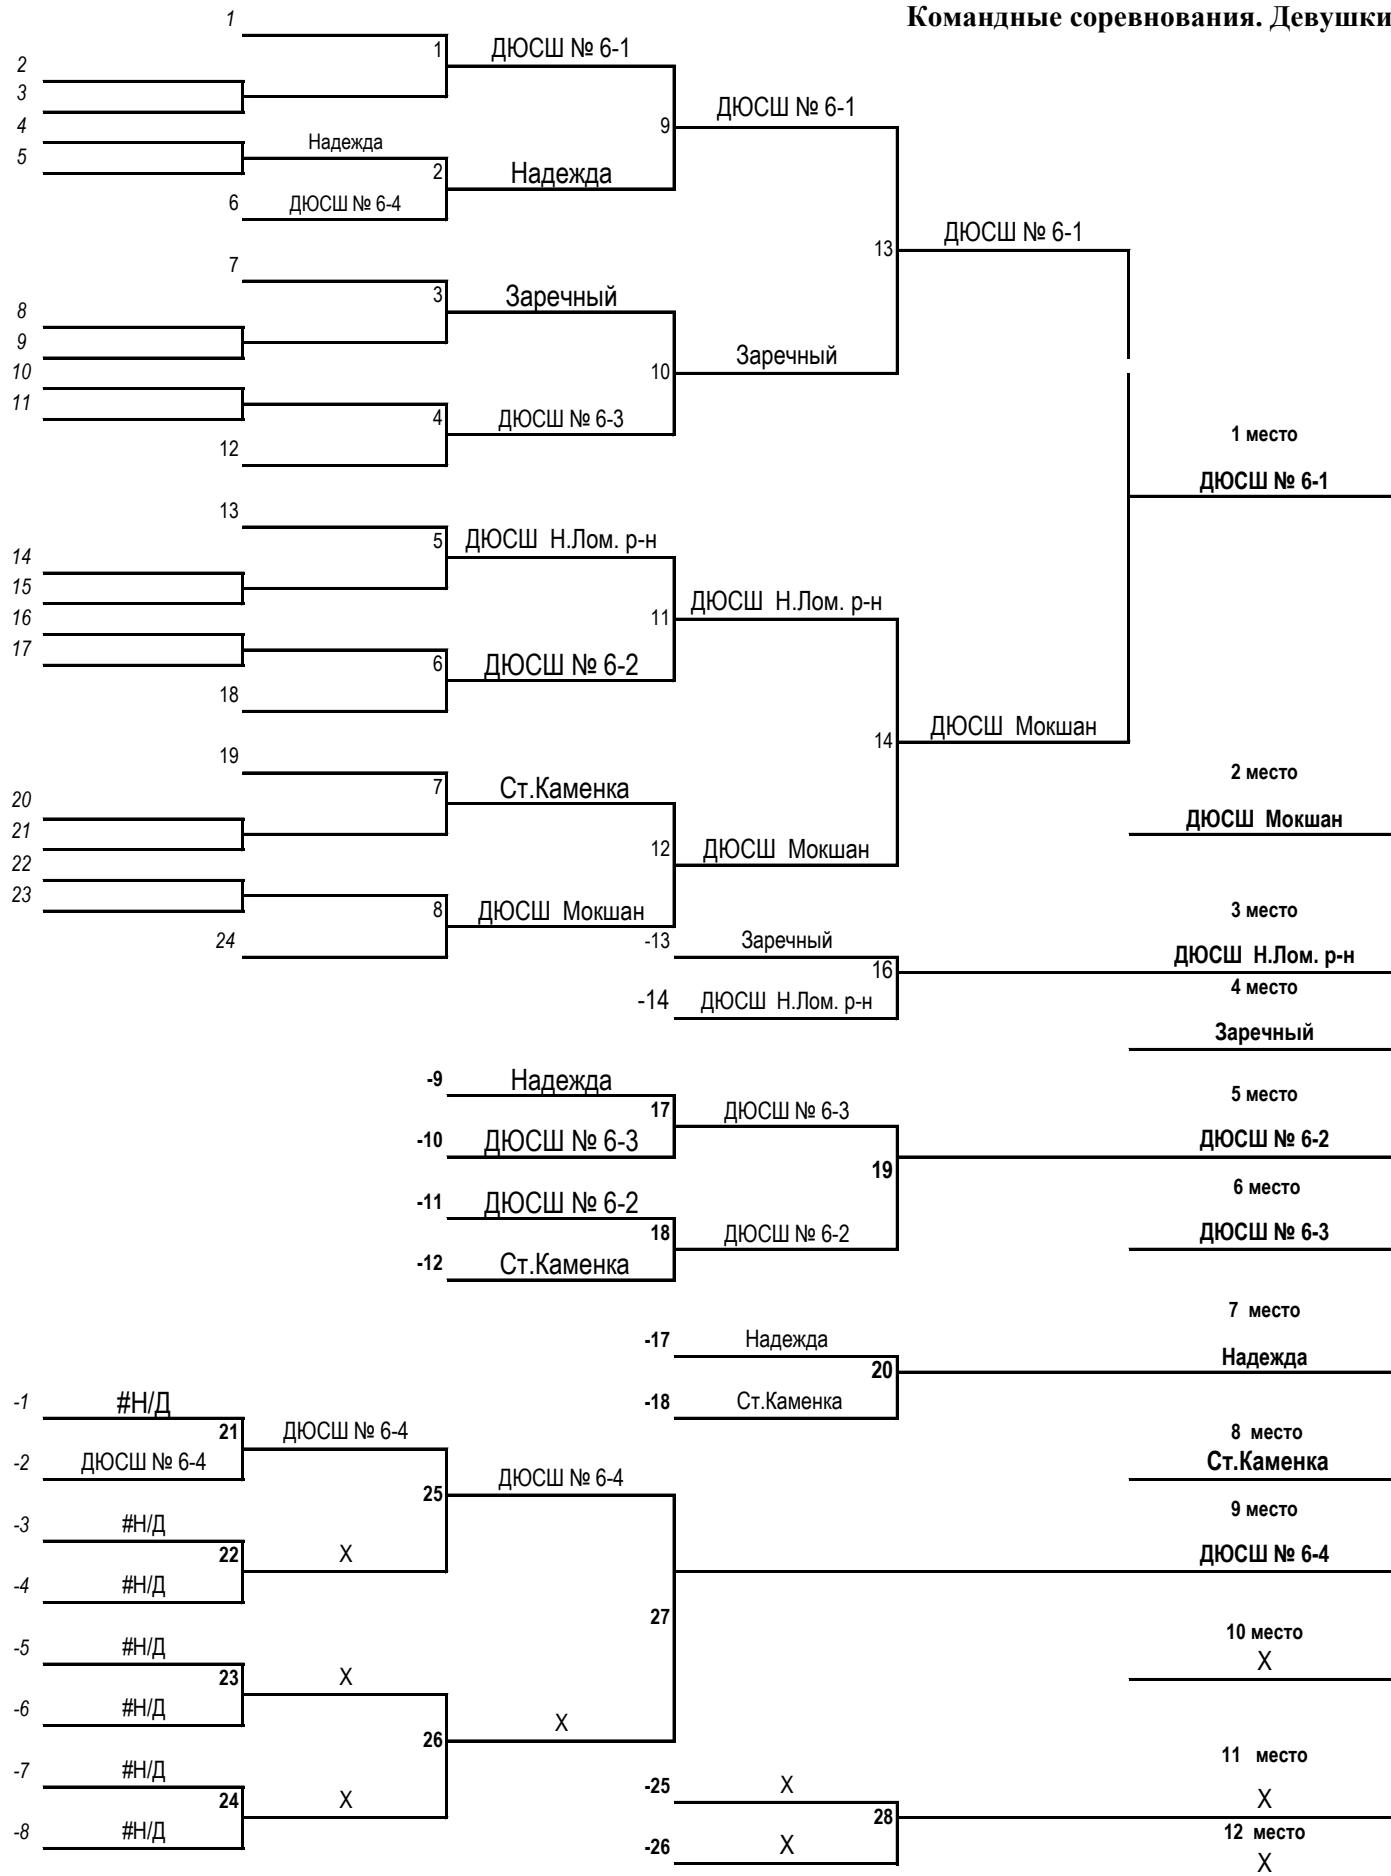 Командные соревнования. Девушки
1
1
ДЮСШ № 6-1
2
3
ДЮСШ № 6-1
4
9
Надежда
5
2
Надежда
6
ДЮСШ № 6-4
ДЮСШ № 6-1
13
7
3
Заречный
8
9
Заречный
10
10
11
4
ДЮСШ № 6-3
12
1 место
ДЮСШ № 6-1
13
5
ДЮСШ Н.Лом. р-н
14
15
ДЮСШ Н.Лом. р-н
16
11
17
6
ДЮСШ № 6-2
18
ДЮСШ Мокшан
14
19
2 место
7
Ст.Каменка
20
ДЮСШ Мокшан
21
12
ДЮСШ Мокшан
22
23
8
ДЮСШ Мокшан
3 место
24
-13
Заречный
ДЮСШ Н.Лом. р-н
16
4 место
-14
ДЮСШ Н.Лом. р-н
Заречный
-9
Надежда
5 место
17
ДЮСШ № 6-3
-10
ДЮСШ № 6-3
ДЮСШ № 6-2
19
6 место
-11
ДЮСШ № 6-2
18
ДЮСШ № 6-2
ДЮСШ № 6-3
-12
Ст.Каменка
7 место
-17
Надежда
Надежда
20
-1
#Н/Д
-18
Ст.Каменка
21
ДЮСШ № 6-4
8 место
-2
ДЮСШ № 6-4
Ст.Каменка
ДЮСШ № 6-4
25
9 место
-3
#Н/Д
22
X
ДЮСШ № 6-4
-4
#Н/Д
27
10 место
-5
#Н/Д
X
23
X
-6
#Н/Д
X
26
11 место
-7
#Н/Д
-25
X
24
X
X
28
12 место
-8
#Н/Д
-26
X
X